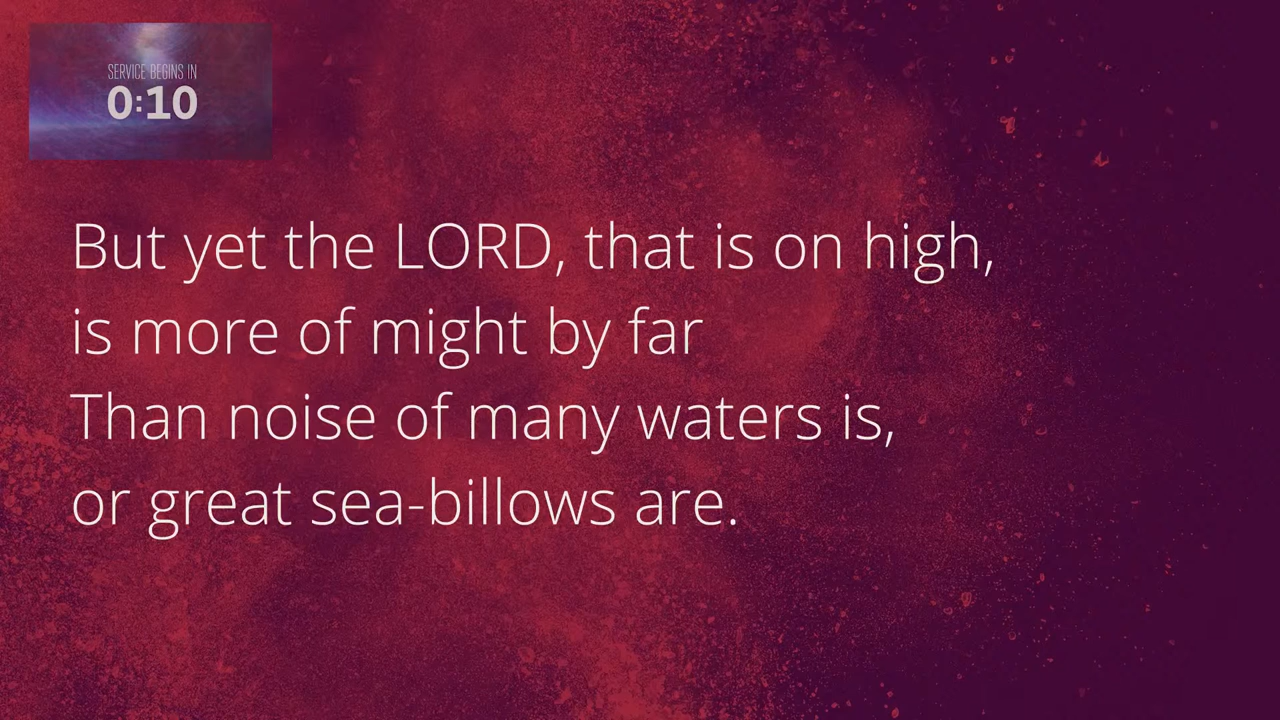 SERVICE BEGINS IN
0:10
But yet the LORD, that is on high,
is more of might by far
Than noise of many waters is,
or great sea-billows are.